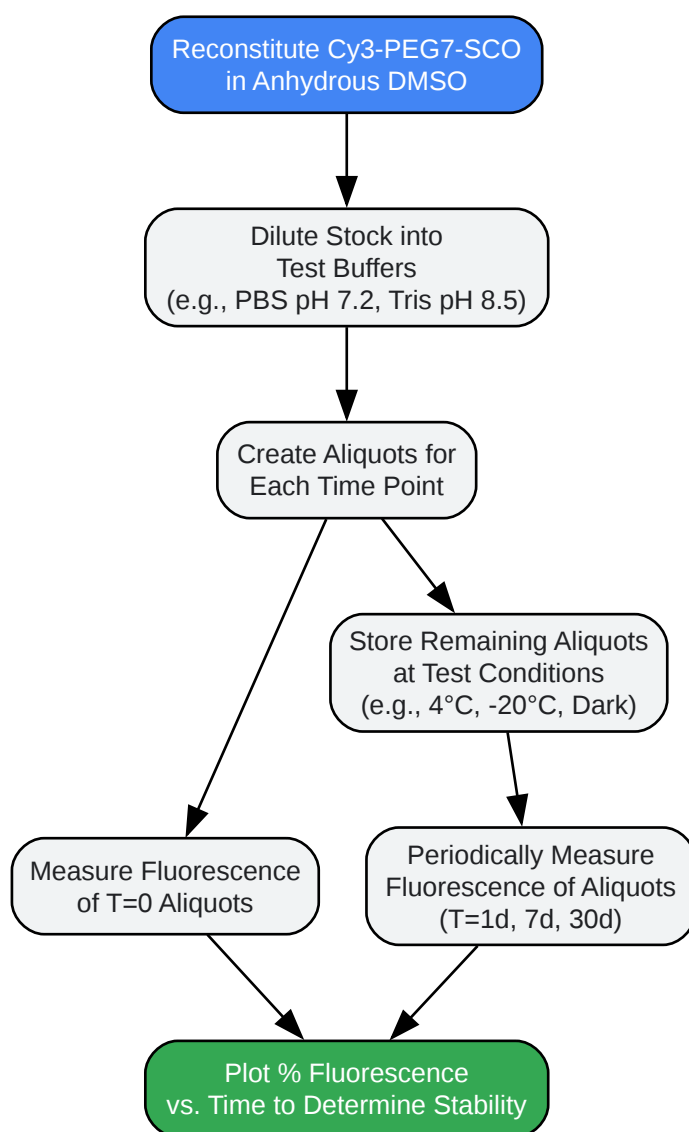 Reconstitute Cy3-PEG7-SCO
in Anhydrous DMSO
Dilute Stock into
Test Buffers
(e.g., PBS pH 7.2, Tris pH 8.5)
Create Aliquots for
Each Time Point
Store Remaining Aliquots
at Test Conditions
(e.g., 4°C, -20°C, Dark)
Measure Fluorescence
of T=0 Aliquots
Periodically Measure
Fluorescence of Aliquots
(T=1d, 7d, 30d)
Plot % Fluorescence
vs. Time to Determine Stability